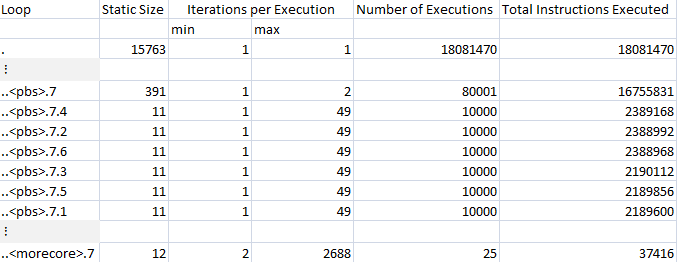 Loop Static Size Iterations per Execution Number of Executions Total Instructions Executed
min max
. 15763 1 1 18081470 18081470
⋮
..<pbs>.7 391 1 2 80001 16755831
..<pbs>.7.4 11 1 49 10000 2389168
..<pbs>.7.2 11 1 49 10000 2388992
..<pbs>.7.6 11 1 49 10000 2388968
..<pbs>.7.3 11 1 49 10000 2190112
..<pbs>.7.5 11 1 49 10000 2189856
..<pbs>.7.1 11 1 49 10000 2189600
⋮
..<morecore>.7 12 2 2688 25 37416